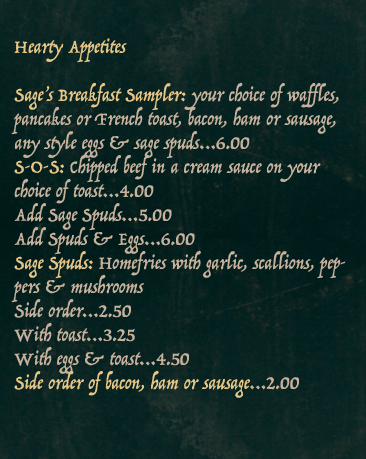 Hearty Appetites
Sage's Breakfast Sampler: your choice of waffles,
pancakes or French toast, bacon, ham or sausage,
any style eggs & sage spuds...6.00
S-O-S: Chipped beef in a cream sauce on your
choice of toast...4.00
Add Sage Spuds...5.00
Add Spuds & Eggs...6.00
Sage Spuds: Homefries with garlic, scallions, pep-
pers & mushrooms
Side order...2.50
With toast...3.25
With eggs & toast...4.50
Side order of bacon, ham or sausage...2.00